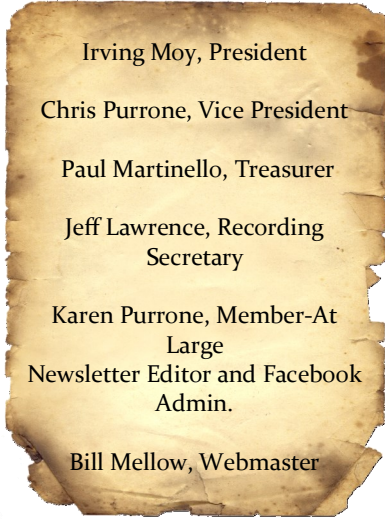 Irving Moy, President
Chris Purrone, Vice President
Paul Martinello, Treasurer
Jeff Lawrence, Recording
Secretary
Karen Purrone, Member-At
Large
Newsletter Editor and Facebook
Admin.
Bill Mellow, Webmaster